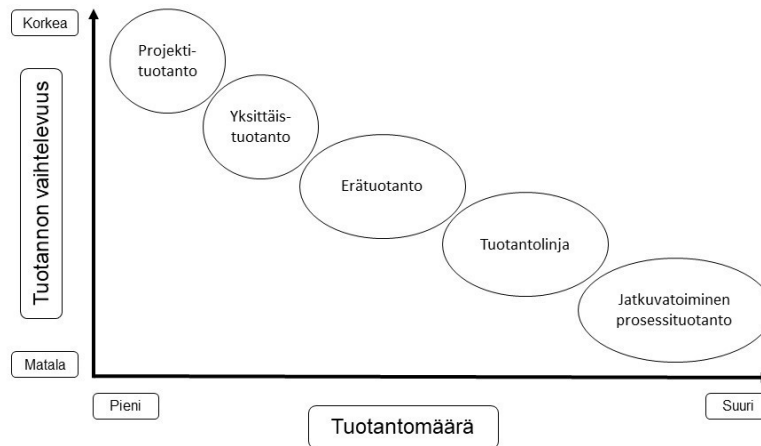 Korkea
Projekti-
tuotanto
Yksittäis-
tuotanto
Tuotannon vaihtelevuus
Erätuotanto
Tuotantolinja
Jatkuvatoiminen
prosessituotanto
Matala
Pieni
Suuri
Tuotantomäärä